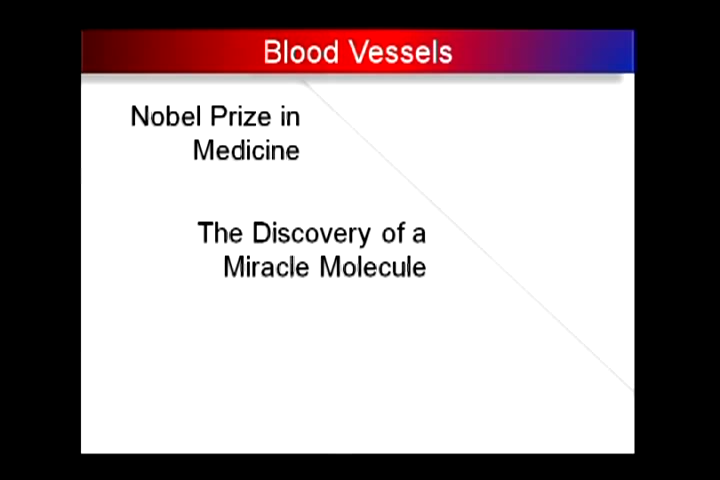 Blood Vessels
Nobel Prize in
Medicine
The Discovery of a
Miracle Molecule